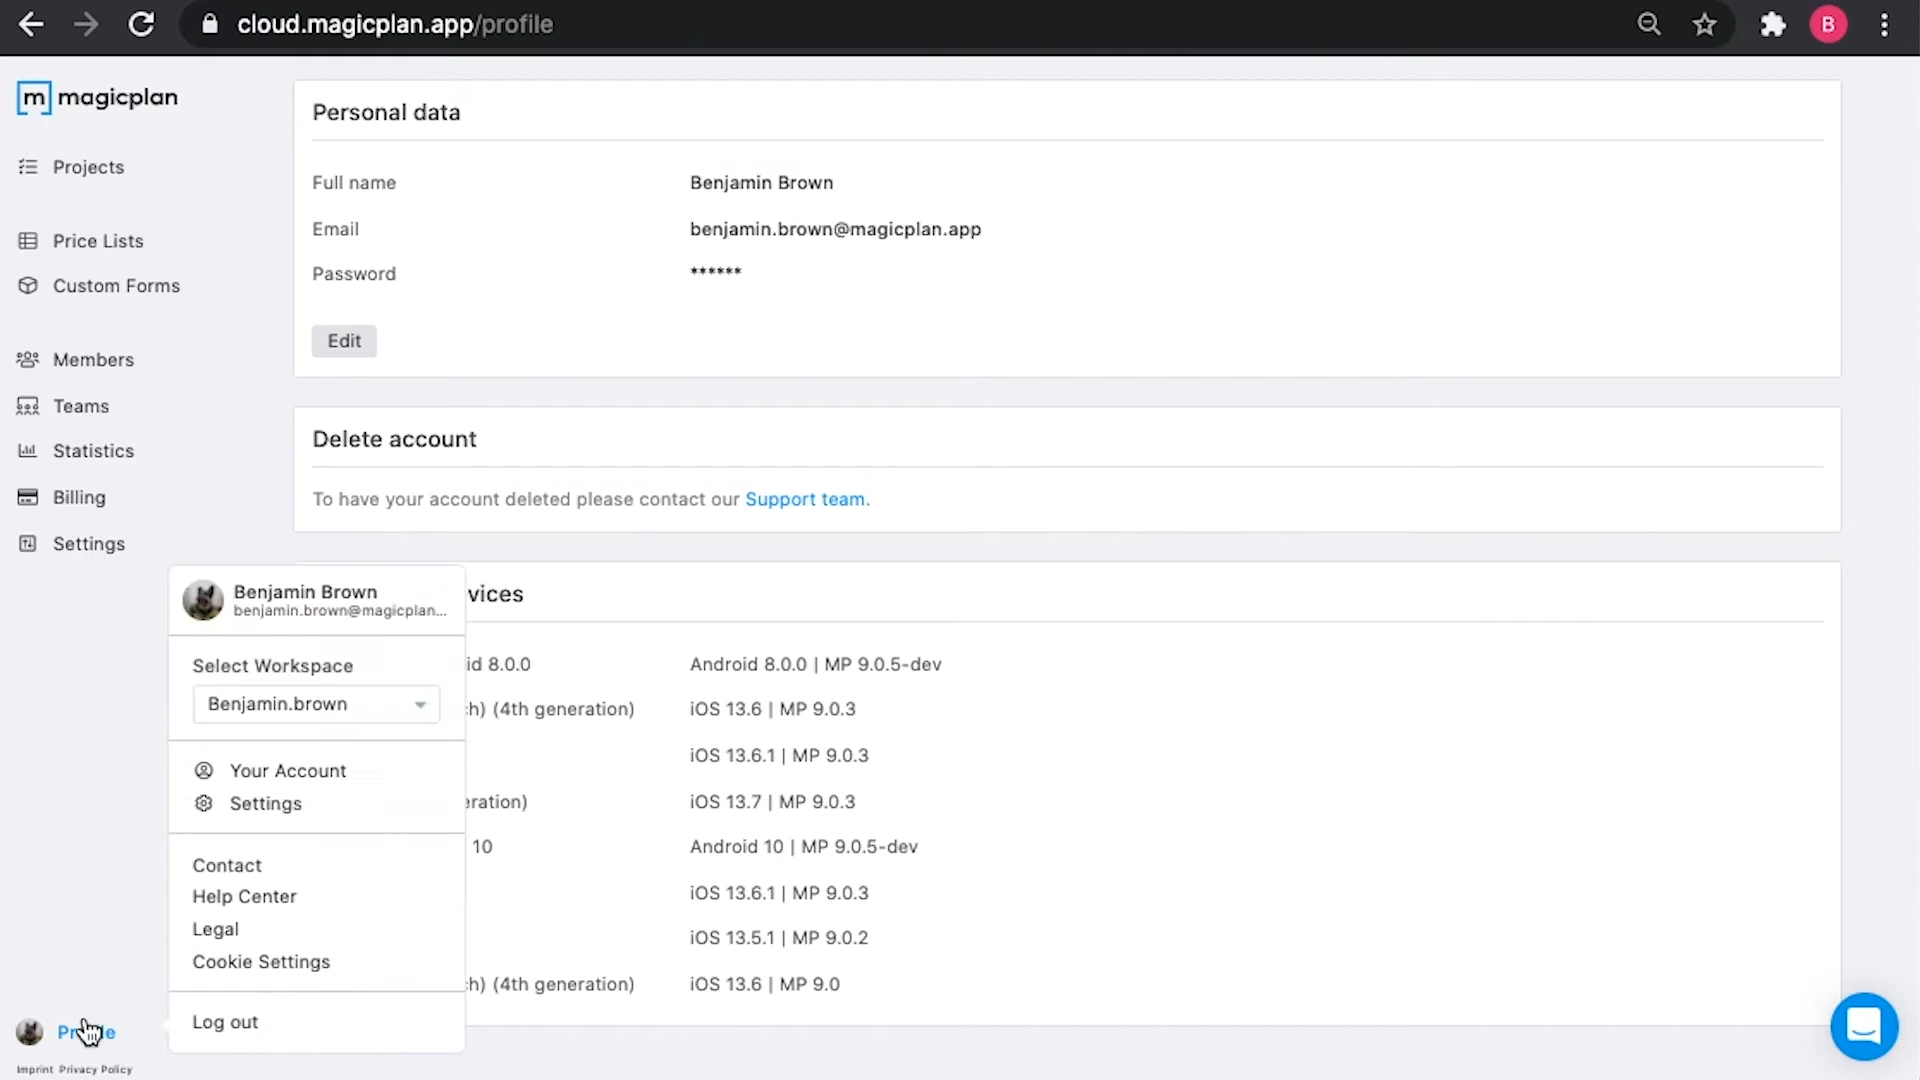 cloud.magicplan.app/profile
B
m magicplan
Projects
Price Lists
Custom Forms
Members
Teams
Statistics
Billing
Settings
Personal data
Full name Benjamin Brown
Email benjamin.brown@magicplan.app
Password ******
Edit
Delete account
To have your account deleted please contact our Support team.
vices
id 8.0.0 Android 8.0.0 | MP 9.0.5-dev
h) (4th generation) iOS 13.6 | MP 9.0.3
iOS 13.6.1 | MP 9.0.3
eration) iOS 13.7 | MP 9.0.3
10 Android 10 | MP 9.0.5-dev
iOS 13.6.1 | MP 9.0.3
iOS 13.5.1 | MP 9.0.2
h) (4th generation) iOS 13.6 | MP 9.0
Benjamin Brown
benjamin.brown@magicplan...
Select Workspace
Benjamin.brown
Your Account
Settings
Contact
Help Center
Legal
Cookie Settings
Log out
Imprint Privacy Policy